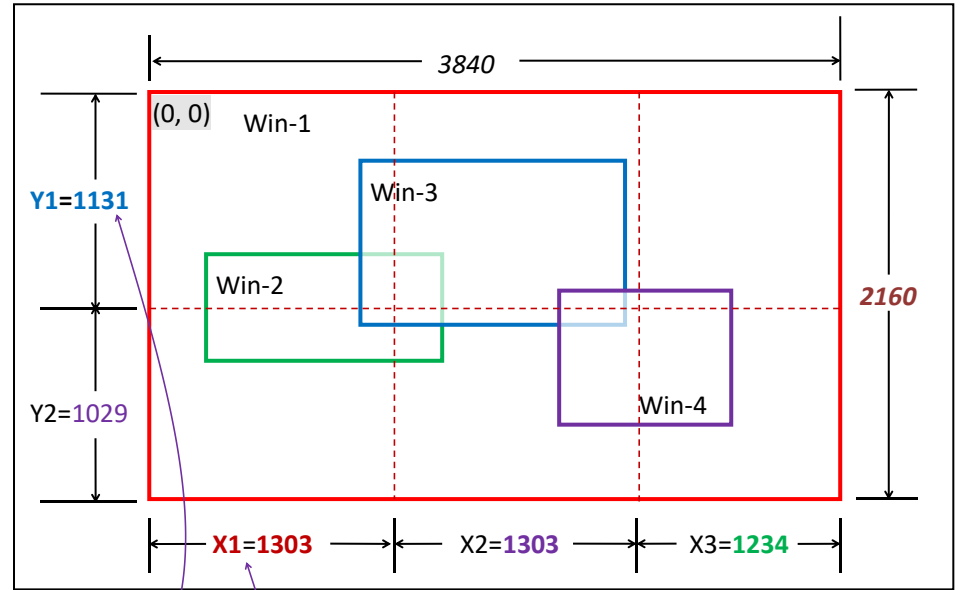 3840
(0, 0)
Win-1
Y1=1131
Win-3
Win-2
2160
Y2=1029
Win-4
X1=1303
X2=1303
X3=1234